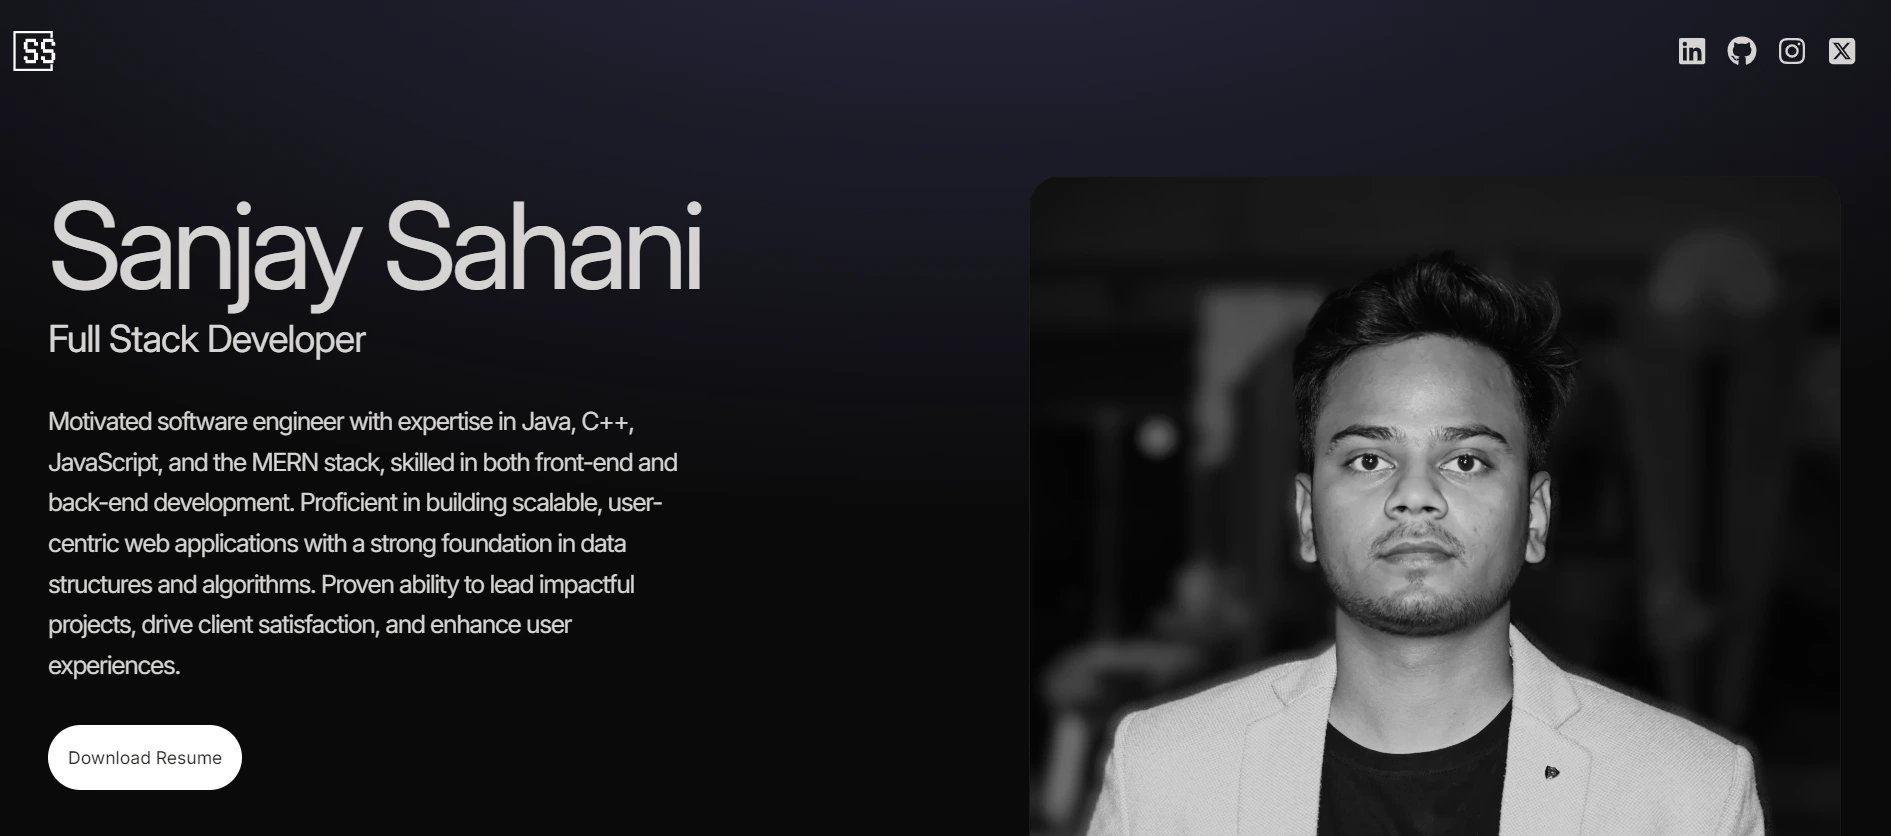 SS
Sanjay Sahani
Full Stack Developer
Motivated software engineer with expertise in Java, C++,
JavaScript, and the MERN stack, skilled in both front-end and
back-end development. Proficient in building scalable, user-
centric web applications with a strong foundation in data
structures and algorithms. Proven ability to lead impactful
projects, drive client satisfaction, and enhance user
experiences.
Download Resume